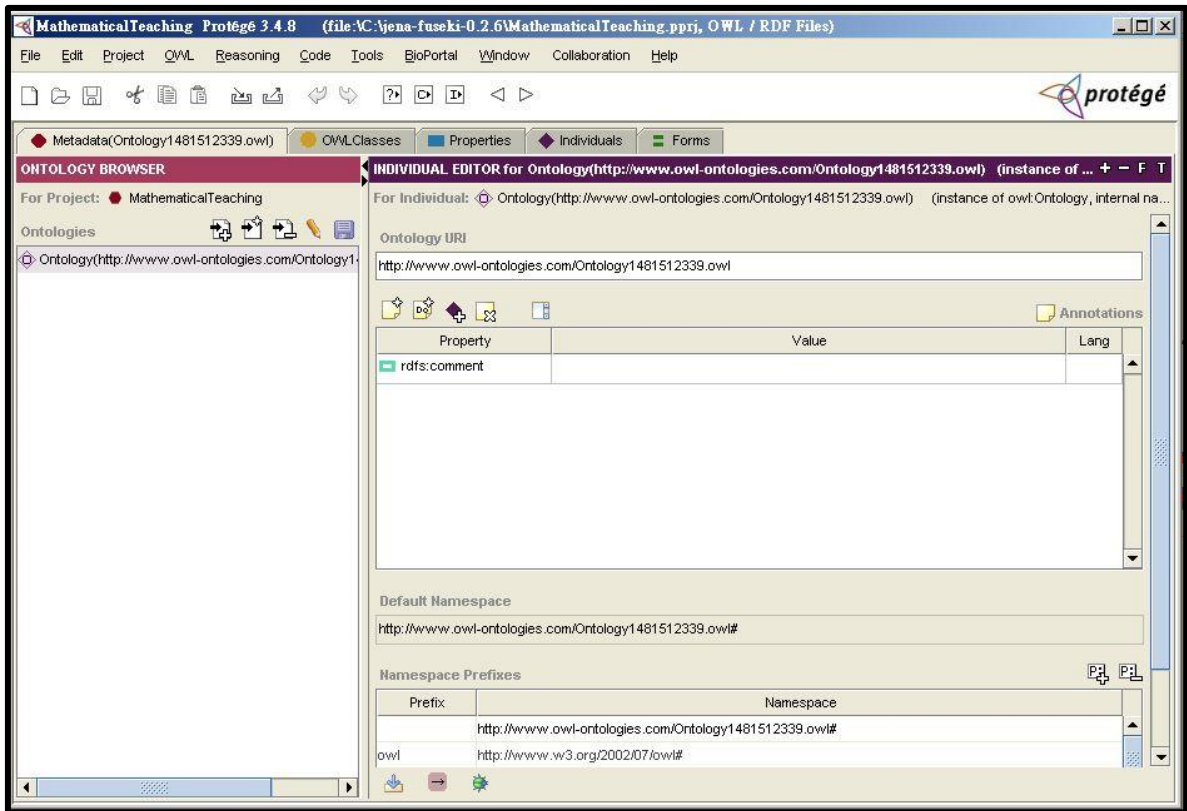 MathematicalTeaching Protégé 3.4.8 (file:\C:\jena-fuseki-0.2.6\MathematicalTeaching.pprj, OWL / RDF Files)
File Edit Project OWL Reasoning Code Tools BioPortal Window Collaboration Help
protégé
Metadata(Ontology1481512339.owl) OWLClasses Properties Individuals Forms
ONTOLOGY BROWSER
For Project: MathematicalTeaching
Ontologies
Ontology(http://www.owl-ontologies.com/Ontology1
INDIVIDUAL EDITOR for Ontology(http://www.owl-ontologies.com/Ontology1481512339.owl) (instance of ... + − F T
For Individual: Ontology(http://www.owl-ontologies.com/Ontology1481512339.owl) (instance of owl:Ontology, internal na...
Ontology URI
http://www.owl-ontologies.com/Ontology1481512339.owl
Annotations
Property Value Lang
rdfs:comment
Default Namespace
http://www.owl-ontologies.com/Ontology1481512339.owl#
Namespace Prefixes
Prefix Namespace
http://www.owl-ontologies.com/Ontology1481512339.owl#
owl http://www.w3.org/2002/07/owl#